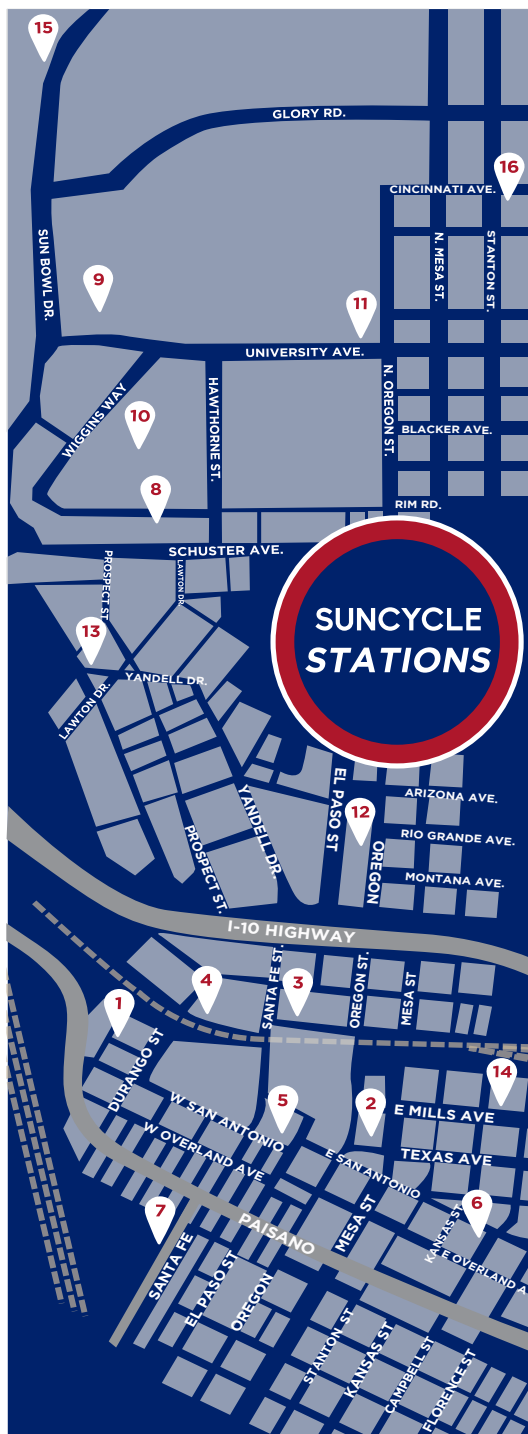 15
GLORY RD.
16
CINCINNATI AVE.
SUN BOWL DR.
N. MESA ST.
STANTON ST.
9
11
UNIVERSITY AVE.
WIGGINS WAY
HAWTHORNE ST.
N. OREGON ST.
10
BLACKER AVE.
8
RIM RD.
SCHUSTER AVE.
PROSPECT ST
LAWTON DR
SUNCYCLE
STATIONS
13
YANDELL DR.
LAWTON DR.
EL PASO ST
ARIZONA AVE.
YANDELL DR.
12
RIO GRANDE AVE.
PROSPECT ST.
OREGON
MONTANA AVE.
I-10 HIGHWAY
SANTA FE ST.
OREGON ST.
MESA ST
4
3
1
DURANGO ST
14
5
2
E MILLS AVE
W SAN ANTONIO
W OVERLAND AVE
TEXAS AVE
E SAN ANTONIO
7
6
KANSAS ST
MESA ST
PAISANO
E OVERLAND A
SANTA FE
EL PASO ST
OREGON
STANTON ST
KANSAS ST
CAMPBELL ST
FLORENCE ST